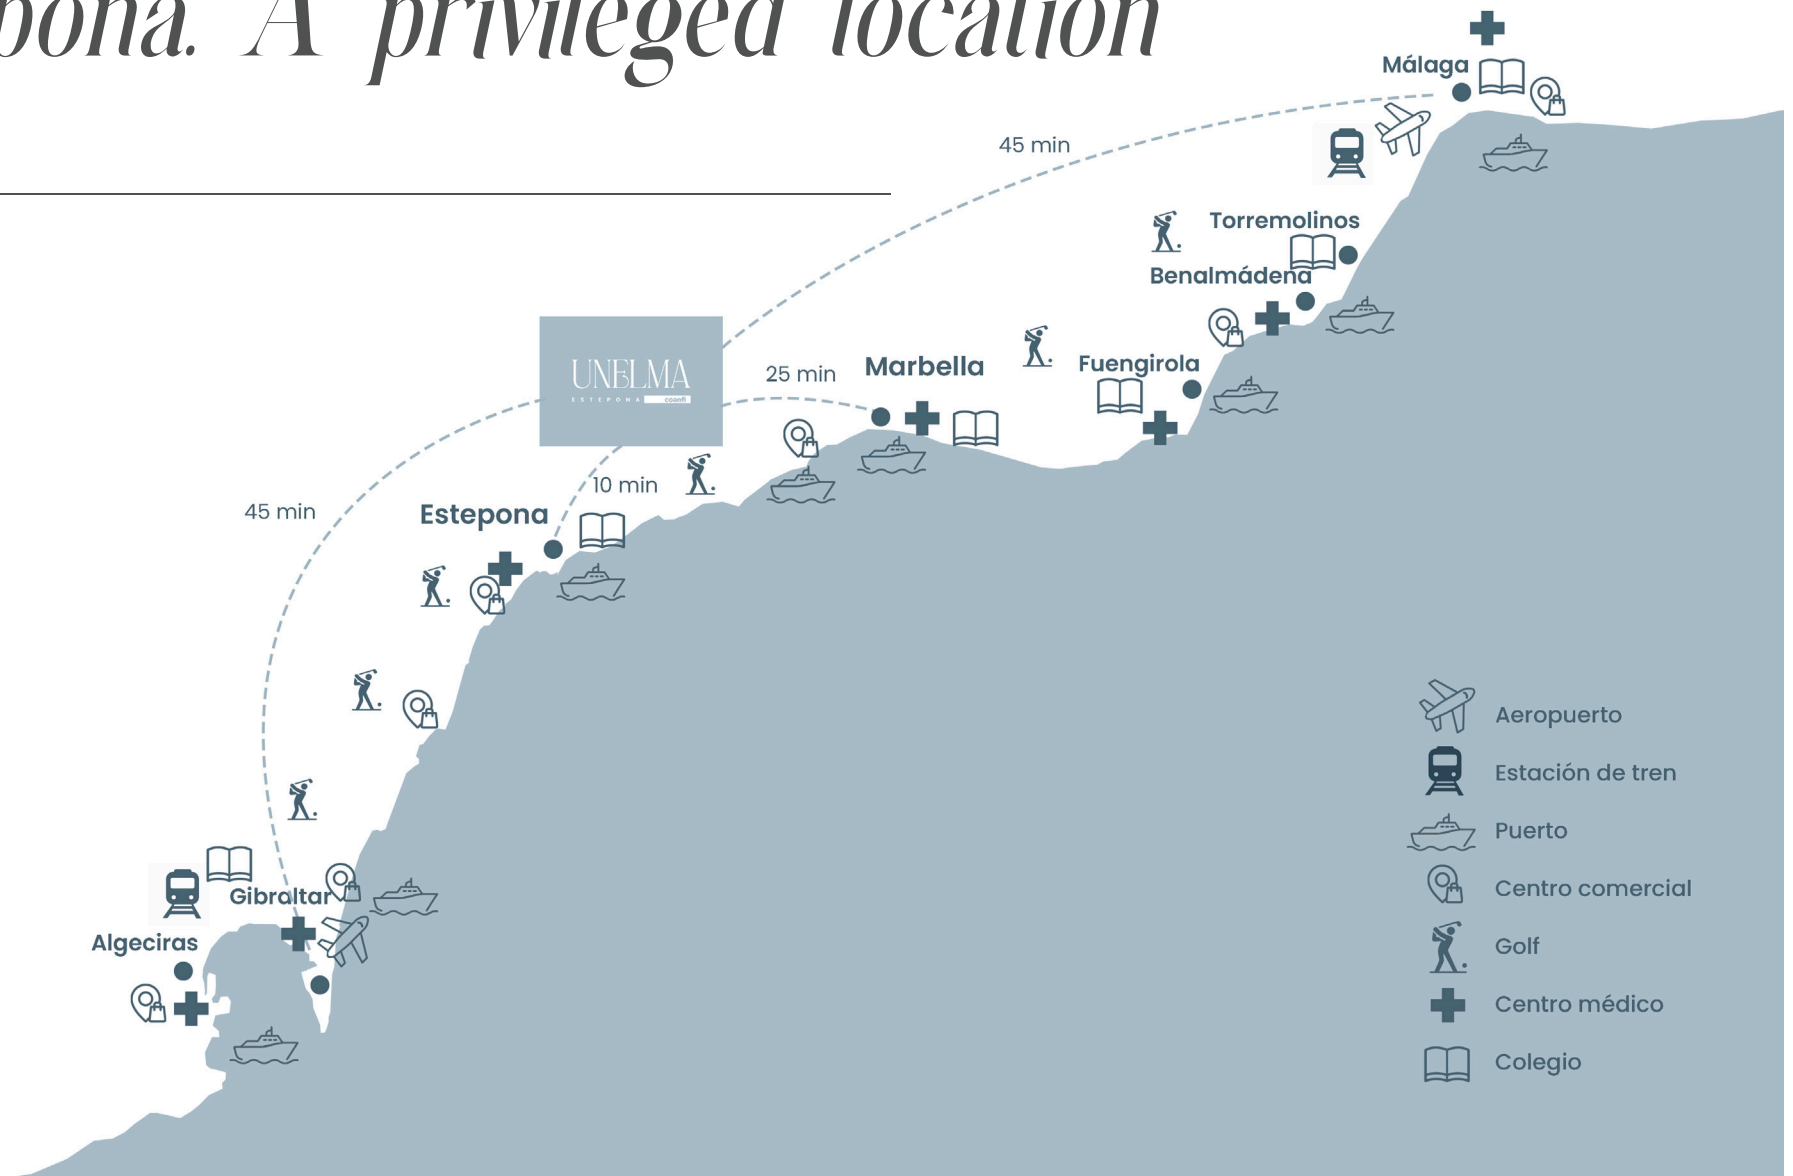 pona. A privileged location
Málaga
45 min
Torremolinos
Benalmádena
Fuengirola
Marbella
25 min
UNELMA
ESTEPONA coanfi
10 min
Estepona
45 min
Gibraltar
Algeciras
Aeropuerto
Estación de tren
Puerto
Centro comercial
Golf
Centro médico
Colegio